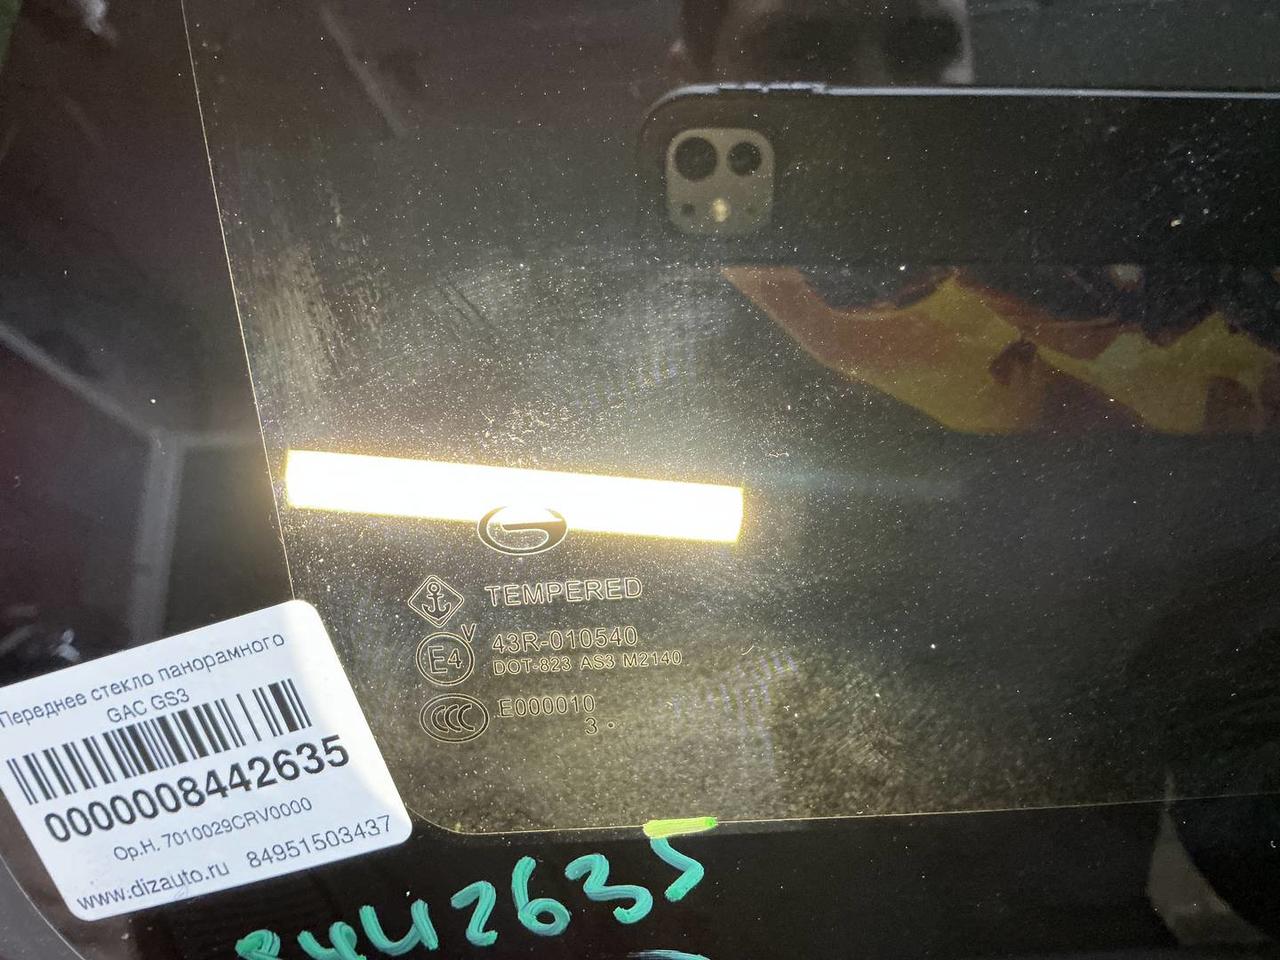 TEMPERED
E4
V
43R-010540
DOT-823 AS3 M2140
CCC
E000010
3 •
Переднее стекло панорамного
GAC GS3
0000008442635
Ор.Н. 7010029CRV0000
www.dizauto.ru 84951503437
8442635